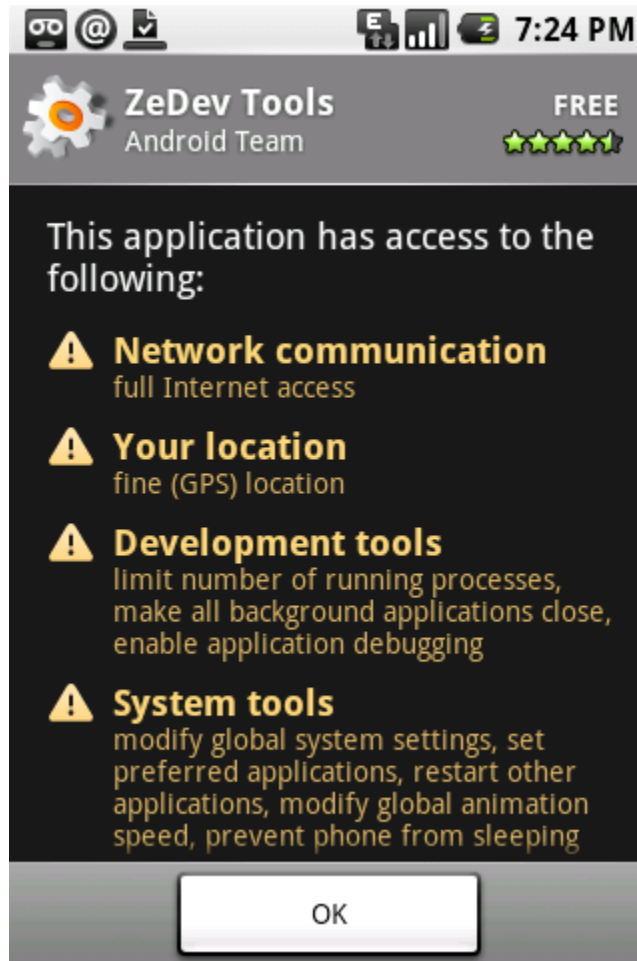 E 7:24 PM
ZeDev Tools FREE
Android Team
This application has access to the
following:
Network communication
full Internet access
Your location
fine (GPS) location
Development tools
limit number of running processes,
make all background applications close,
enable application debugging
System tools
modify global system settings, set
preferred applications, restart other
applications, modify global animation
speed, prevent phone from sleeping
OK